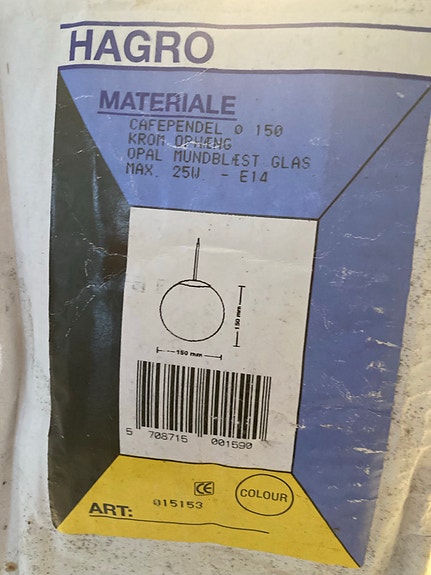 HAGRO
MATERIALE
CAFEPENDEL ø 150
KROM OPHÆNG
OPAL MUNDBLÆST GLAS
MAX. 25W. - E14
150 mm
150 mm
5 708715 001590
CE
COLOUR
ART: 015153